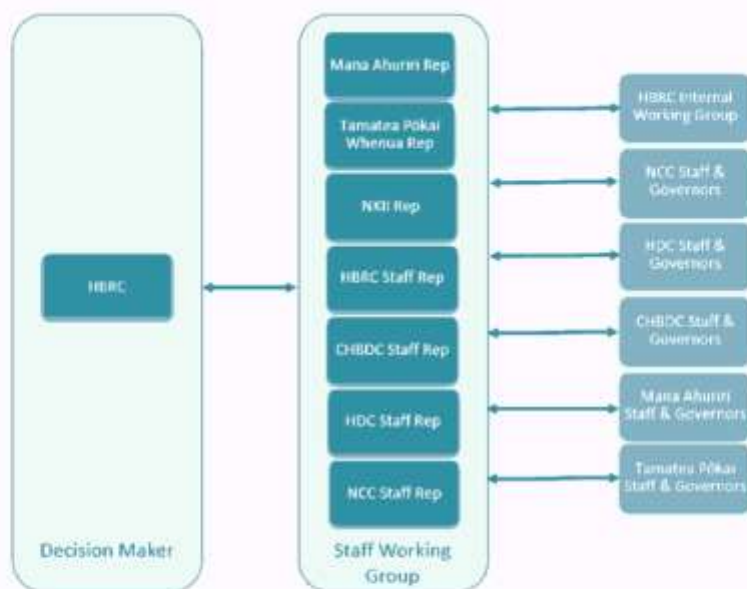 HBRC
Decision Maker
Mana Ahuriri Rep
Tamatea Pōkai
Whenua Rep
NKII Rep
HBRC Staff Rep
CHBDC Staff Rep
HDC Staff Rep
NCC Staff Rep
Staff Working
Group
HBRC Internal
Working Group
NCC Staff &
Governors
HDC Staff &
Governors
CHBDC Staff &
Governors
Mana Ahuriri
Staff & Governors
Tamatea Pōkai
Staff & Governors